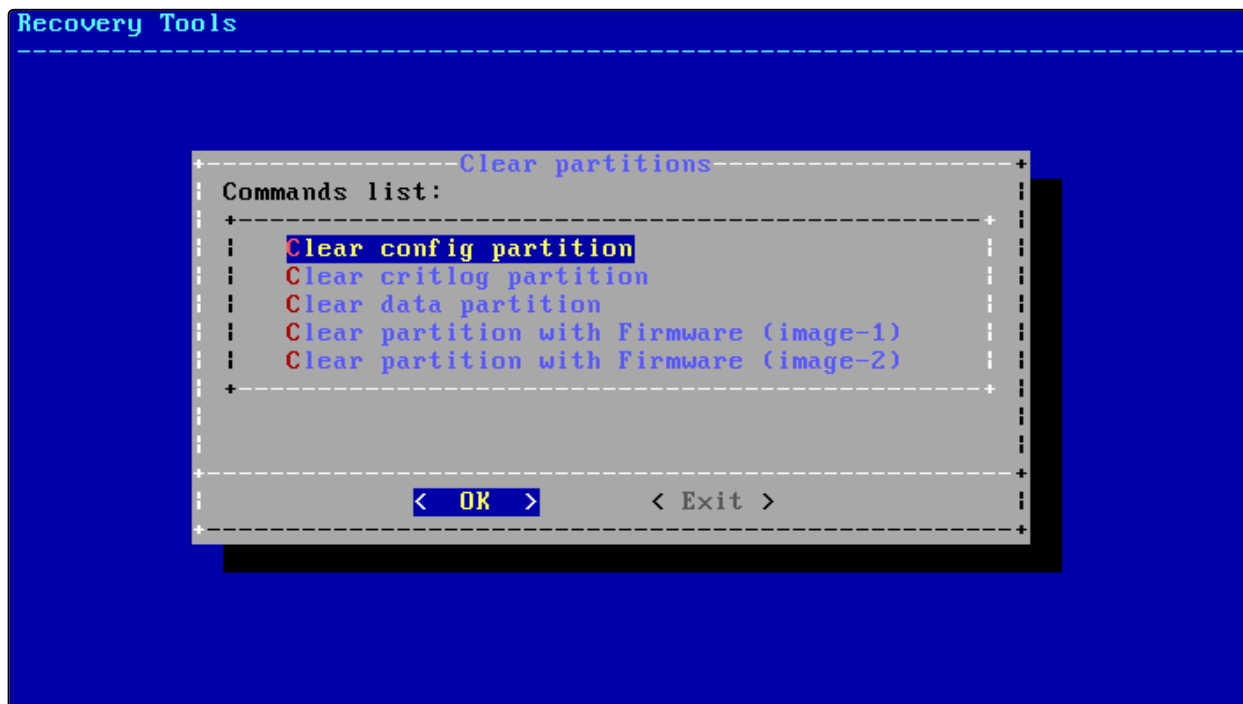 Recovery Tools
Clear partitions
Commands list:
Clear config partition
Clear critlog partition
Clear data partition
Clear partition with Firmware (image-1)
Clear partition with Firmware (image-2)
< OK > < Exit >